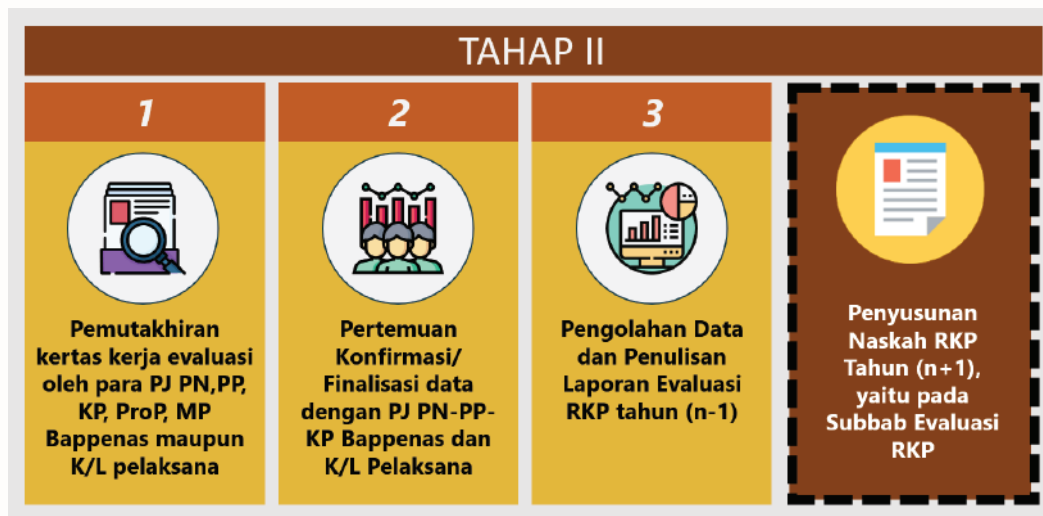 TAHAP II
1
Pemutakhiran
kertas kerja evaluasi
oleh para PJ PN,PP,
KP, ProP, MP
Bappenas maupun
K/L pelaksana
2
Pertemuan
Konfirmasi/
Finalisasi data
dengan PJ PN-PP-
KP Bappenas dan
K/L Pelaksana
3
Pengolahan Data
dan Penulisan
Laporan Evaluasi
RKP tahun (n-1)
Penyusunan
Naskah RKP
Tahun (n+1),
yaitu pada
Subbab Evaluasi
RKP